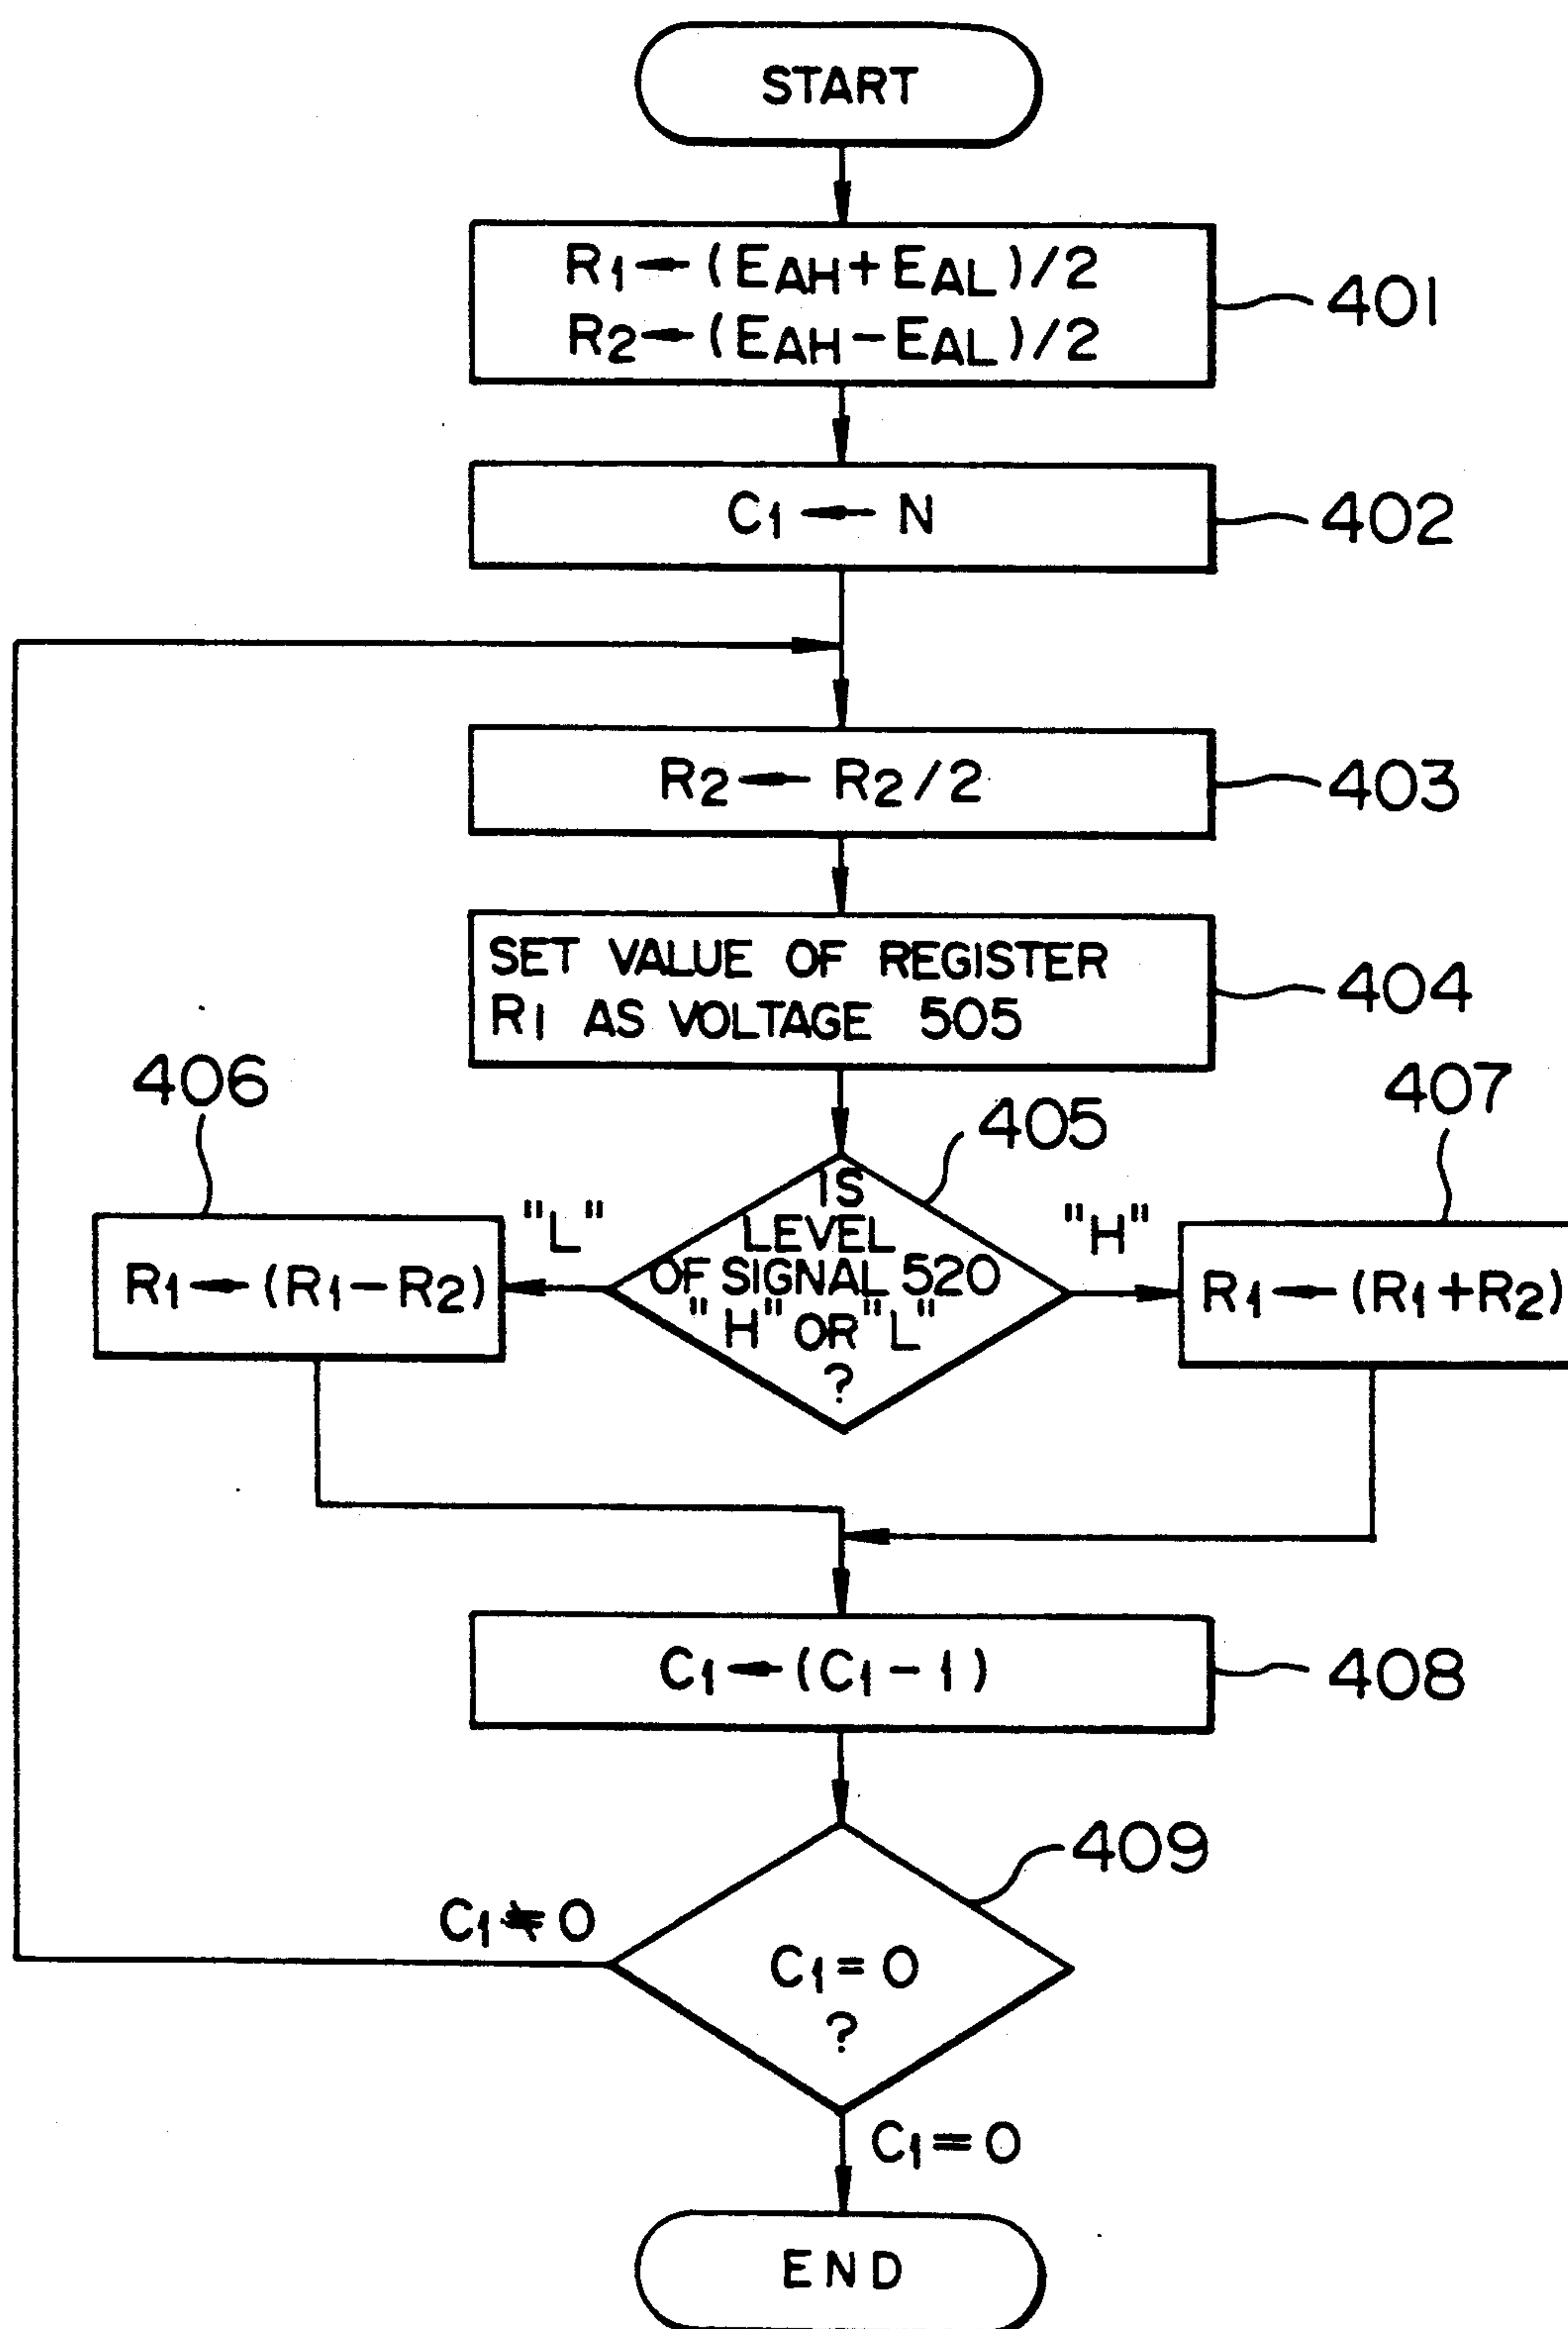 START
R1 ← (EAH + EAL)/2
R2 ← (EAH − EAL)/2
401
C1 ← N
402
R2 ← R2/2
403
SET VALUE OF REGISTER
R1 AS VOLTAGE 505
404
406
405
407
"L"
IS
LEVEL
OF SIGNAL 520
"H" OR "L"
?
"H"
R1 ← (R1 − R2)
R1 ← (R1 + R2)
C1 ← (C1 − 1)
408
409
C1 ≠ 0
C1 = 0
?
C1 = 0
END